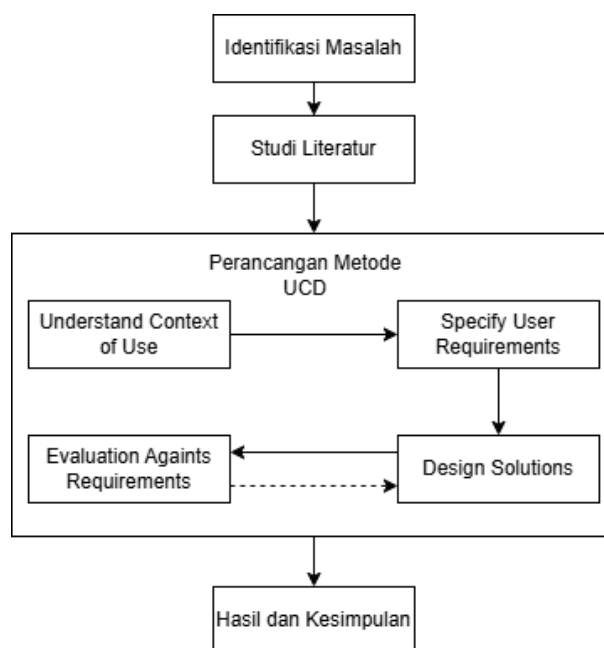 Identifikasi Masalah
Studi Literatur
Perancangan Metode
UCD
Understand Context
of Use
Specify User
Requirements
Evaluation Againts
Requirements
Design Solutions
Hasil dan Kesimpulan